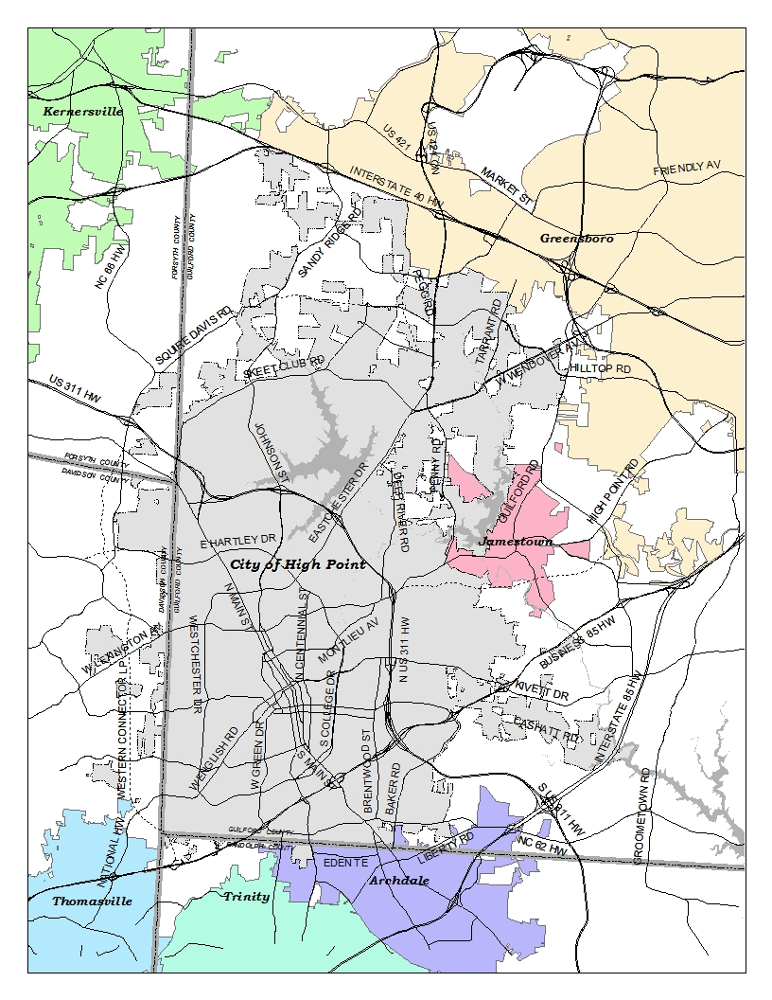 Kernersville
US 421
US 421 ON
MARKET ST
FRIENDLY AV
INTERSTATE 40 HW
Greensboro
FORSYTH COUNTY
GUILFORD COUNTY
NC 66 HW
SANDY RIDGE RD
PEGG RD
TARRANT RD
SQUIRE DAVIS RD
W WENDOVER AV
SKEET CLUB RD
HILLTOP RD
US 311 HW
JOHNSON ST
FORSYTH COUNTY
DAVIDSON COUNTY
EASTCHESTER DR
PENNY RD
DEEP RIVER RD
GUILFORD RD
HIGH POINT RD
E HARTLEY DR
Jamestown
City of High Point
DAVIDSON COUNTY
GUILFORD COUNTY
N MAIN ST
N CENTENNIAL ST
MONTLIEU AV
W LEXINGTON AV
WESTCHESTER DR
N US 311 HW
BUSINESS 85 HW
KIVETT DR
WESTERN CONNECTOR LP
S COLLEGE DR
CASHATT RD
INTERSTATE 85 HW
W ENGLISH RD
W GREEN DR
S MAIN ST
BRENTWOOD ST
BAKER RD
S US 311 HW
GROOMETOWN RD
GUILFORD COUNTY
RANDOLPH COUNTY
NATIONAL HW
LIBERTY RD
NC 62 HW
EDEN TE
Archdale
Trinity
Thomasville